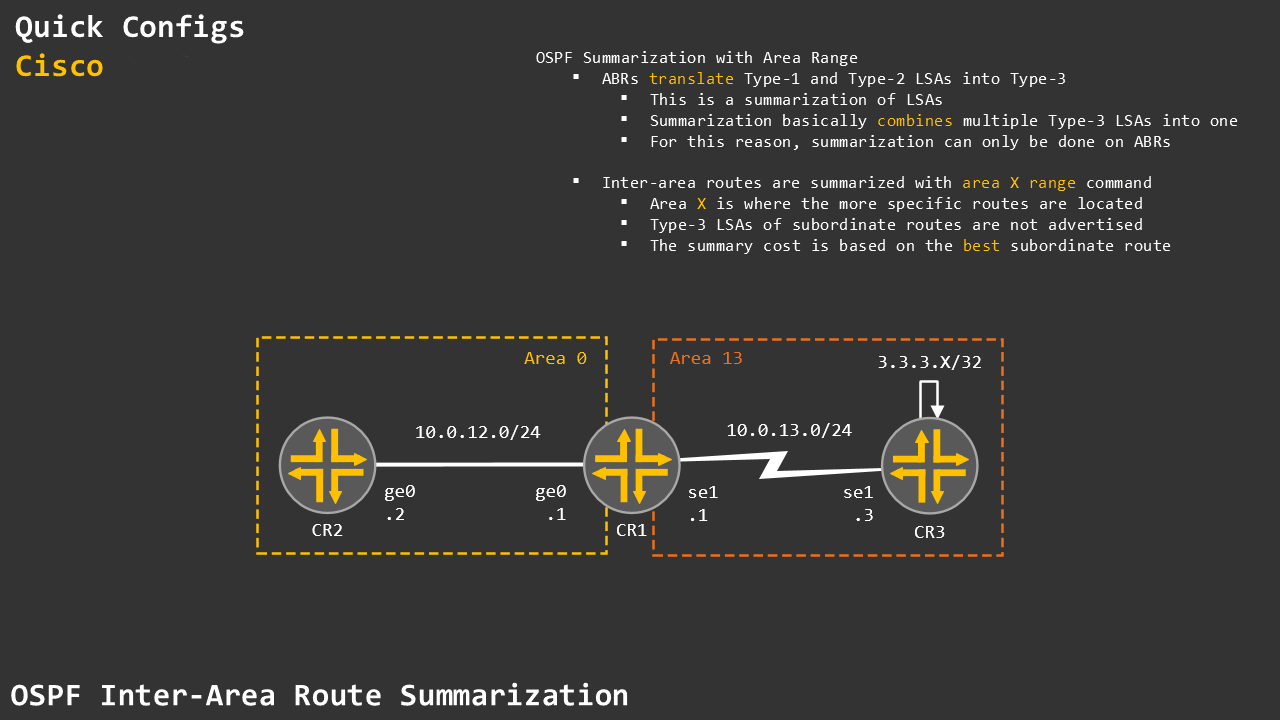 Quick Configs
Cisco
OSPF Summarization with Area Range
▪ ABRs translate Type-1 and Type-2 LSAs into Type-3
▪ This is a summarization of LSAs
▪ Summarization basically combines multiple Type-3 LSAs into one
▪ For this reason, summarization can only be done on ABRs
▪ Inter-area routes are summarized with area X range command
▪ Area X is where the more specific routes are located
▪ Type-3 LSAs of subordinate routes are not advertised
▪ The summary cost is based on the best subordinate route
Area 0
Area 13
3.3.3.X/32
10.0.12.0/24
10.0.13.0/24
ge0
.2
ge0
.1
se1
.1
se1
.3
CR2
CR1
CR3
OSPF Inter-Area Route Summarization